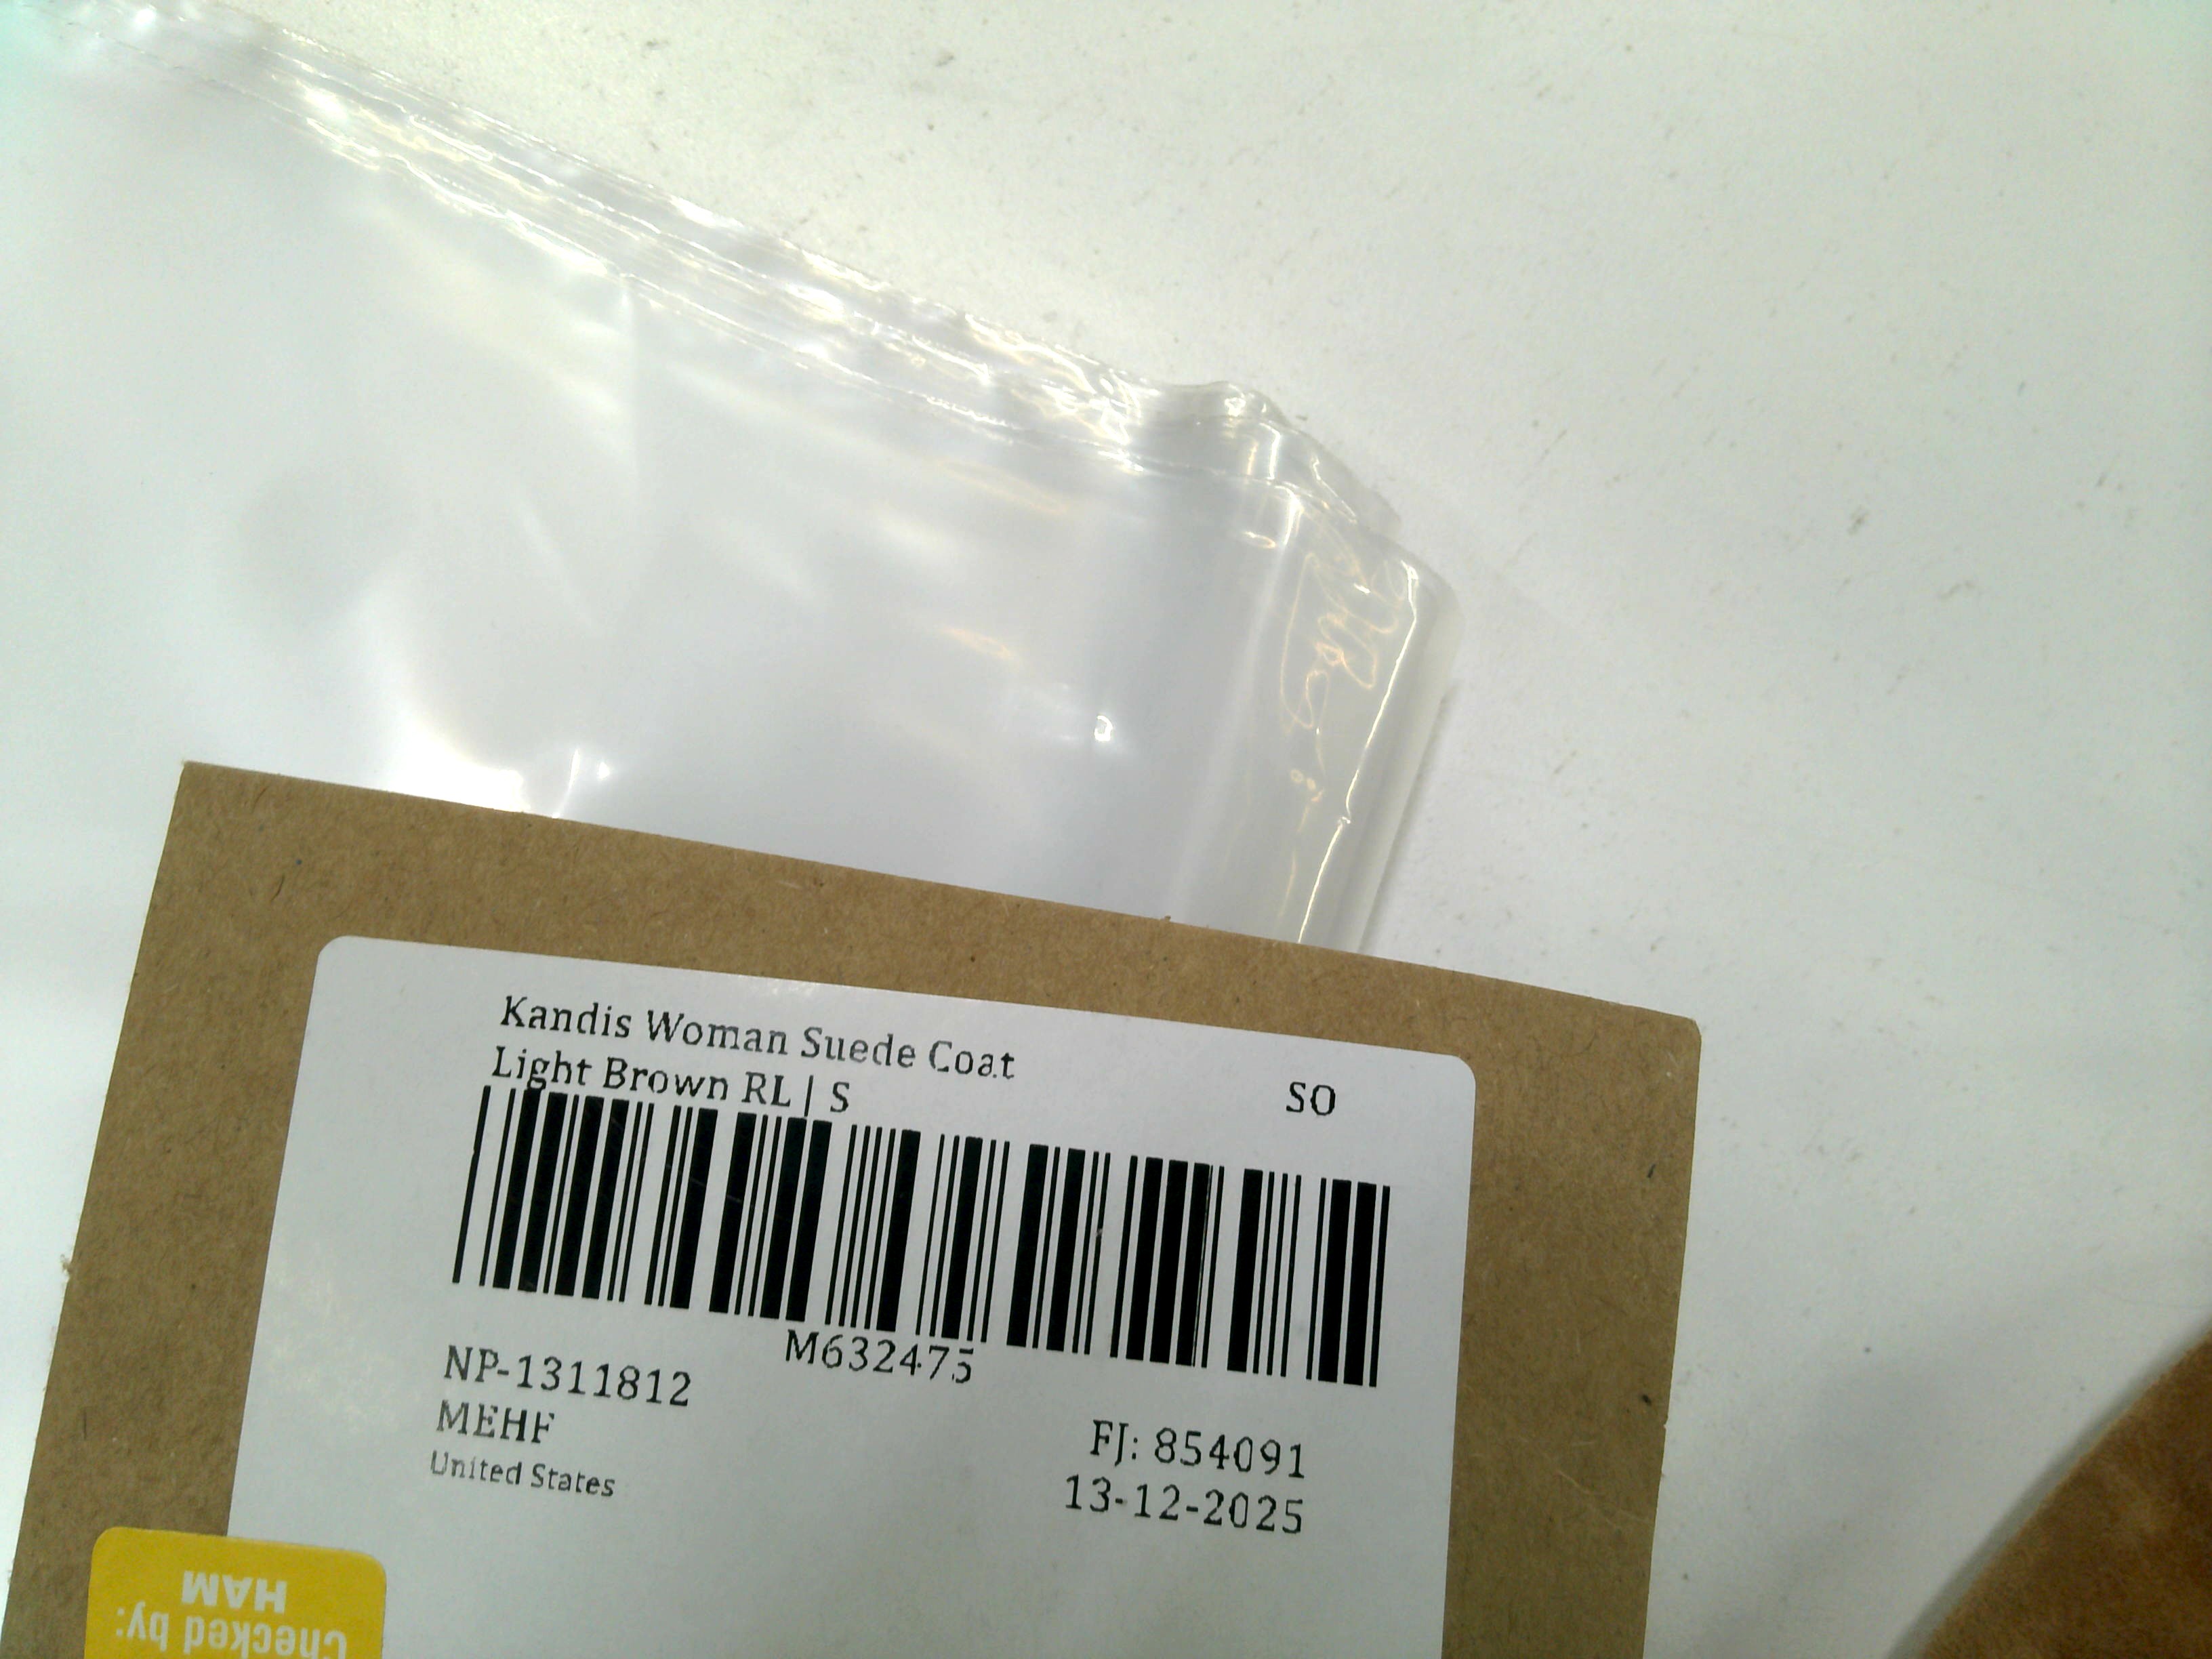 Kandis Woman Suede Coat
Light Brown RL | S
SO
M632475
NP-1311812
MEHF
United States
FJ: 854091
13-12-2025
Checked by:
HAM